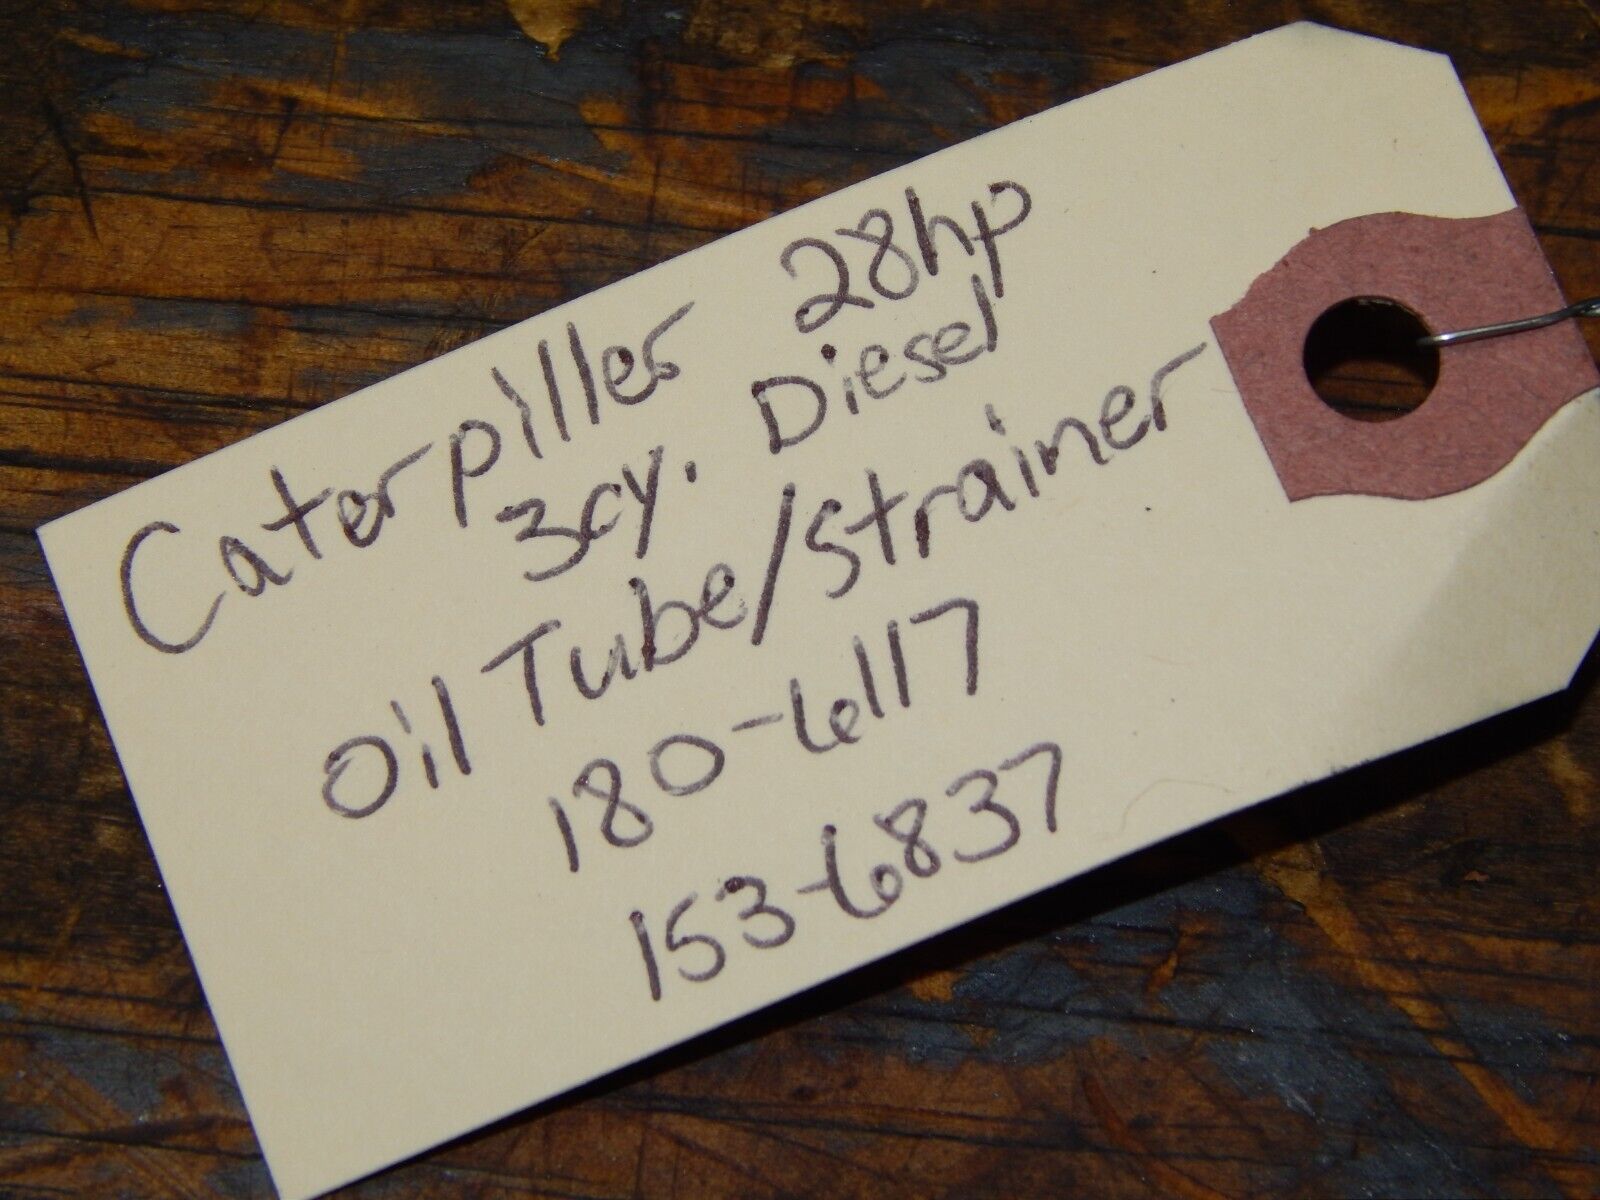 Caterpiller 28hp
3cy. Diesel
Oil Tube/Strainer
180-6117
153-6837